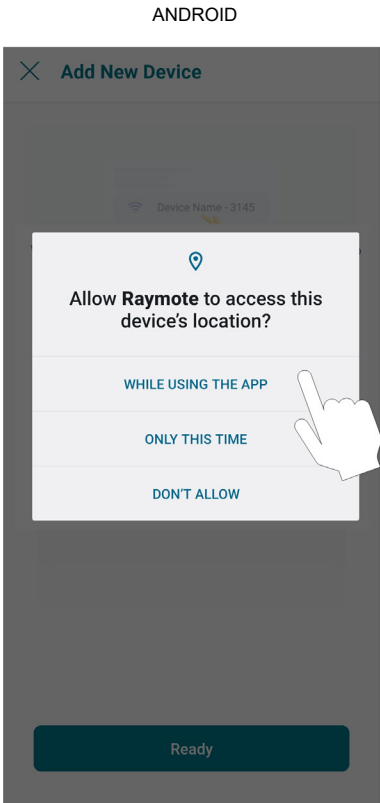 ANDROID
Add New Device
Device Name - 3145
Allow Raymote to access this
device's location?
WHILE USING THE APP
ONLY THIS TIME
DON'T ALLOW
Ready